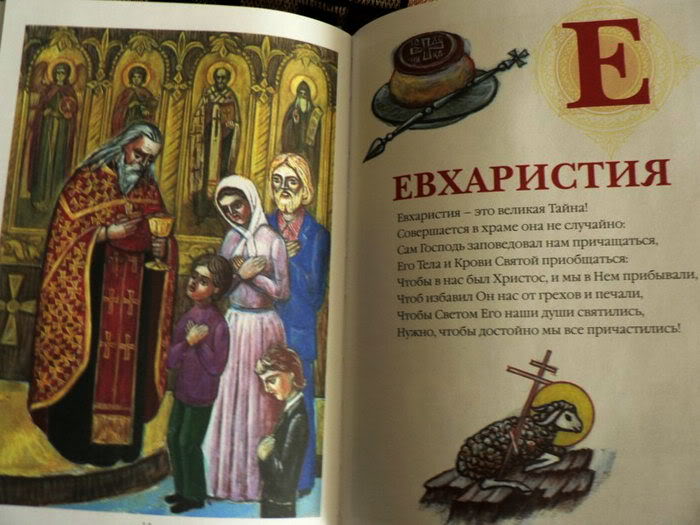 Е
ЕВХАРИСТИЯ
Евхаристия – это великая Тайна!
Совершается в храме она не случайно:
Сам Господь заповедовал нам причащаться,
Его Тела и Крови Святой приобщаться:
Чтобы в нас был Христос, и мы в Нем прибывали,
Чтоб избавил Он нас от грехов и печали,
Чтобы Светом Его наши души святились,
Нужно, чтобы достойно мы все причастились!